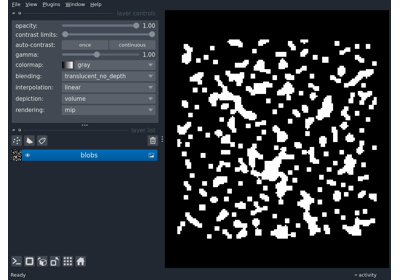 File View Plugins Window Help
layer controls
opacity: 1.00
contrast limits:
auto-contrast: once continuous
gamma: 1.00
colormap: gray
blending: translucent_no_depth
interpolation: linear
depiction: volume
rendering: mip
layer list
blobs
Ready
activity